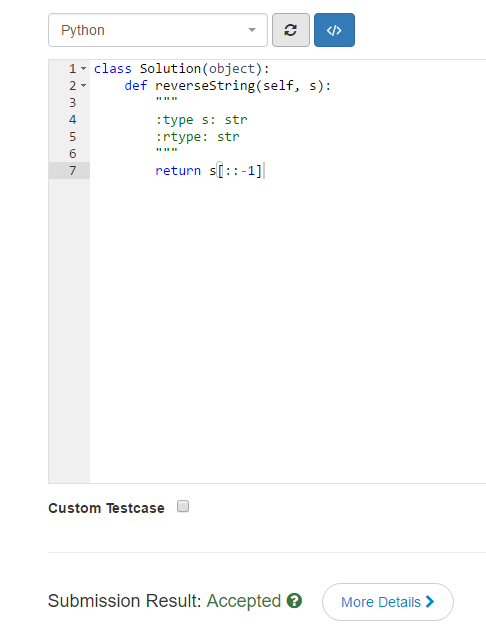 Python
</>
1 class Solution(object):
2 def reverseString(self, s):
3 """
4 :type s: str
5 :rtype: str
6 """
7 return s[::-1]
Custom Testcase
Submission Result: Accepted ? More Details